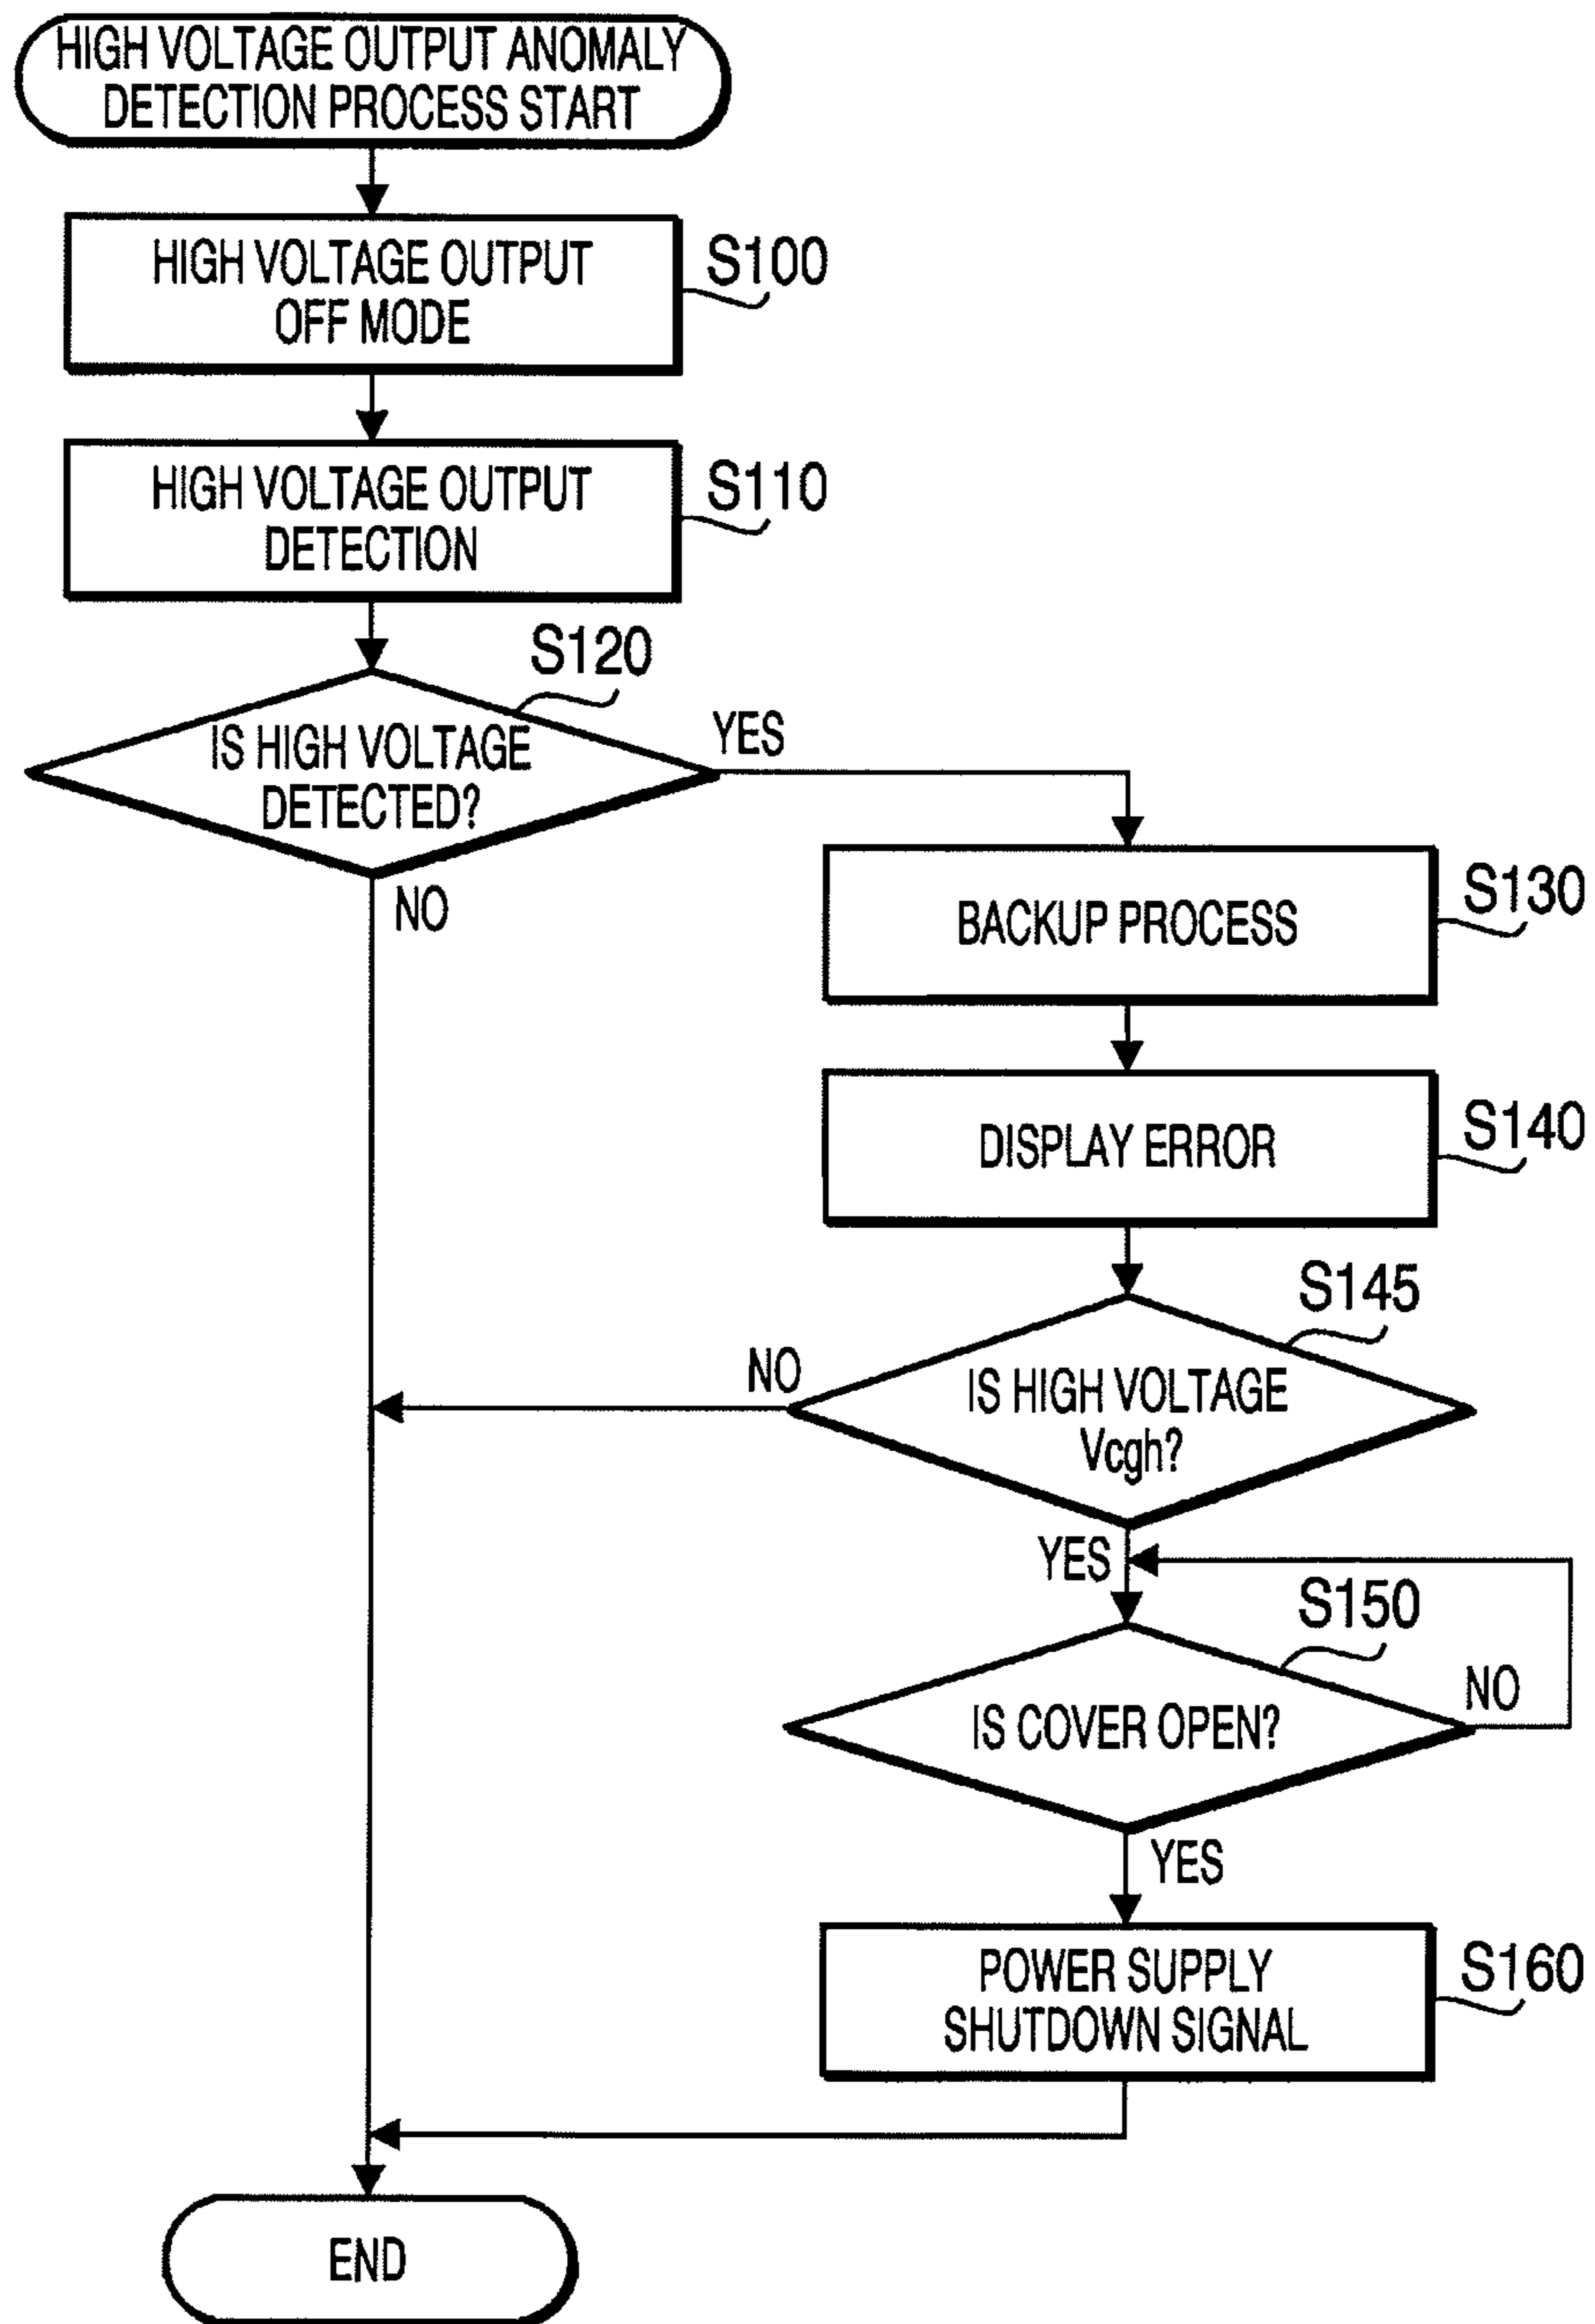 HIGH VOLTAGE OUTPUT ANOMALY
DETECTION PROCESS START
HIGH VOLTAGE OUTPUT
OFF MODE
S100
HIGH VOLTAGE OUTPUT
DETECTION
S110
S120
IS HIGH VOLTAGE
DETECTED?
YES
NO
BACKUP PROCESS
S130
DISPLAY ERROR
S140
S145
IS HIGH VOLTAGE
Vcgh?
NO
YES
S150
IS COVER OPEN?
NO
YES
POWER SUPPLY
SHUTDOWN SIGNAL
S160
END